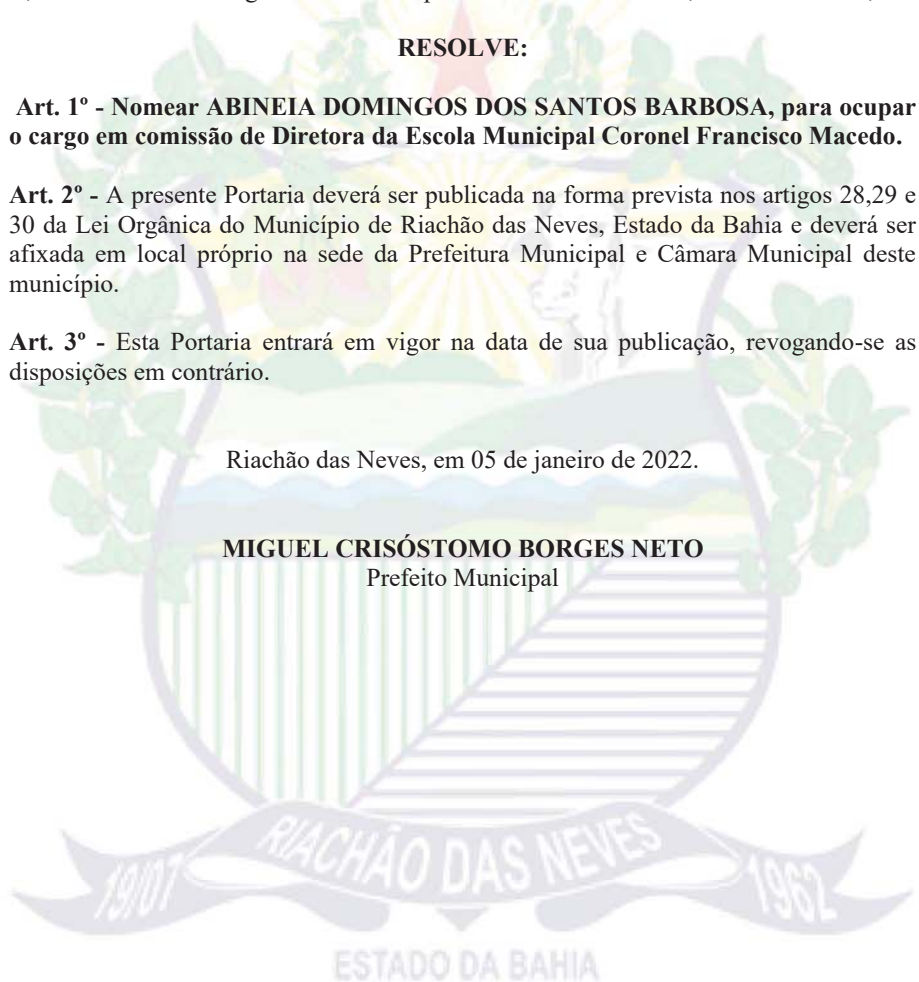 RESOLVE:
Art. 1º - Nomear ABINEIA DOMINGOS DOS SANTOS BARBOSA, para ocupar
o cargo em comissão de Diretora da Escola Municipal Coronel Francisco Macedo.
Art. 2º - A presente Portaria deverá ser publicada na forma prevista nos artigos 28,29 e
30 da Lei Orgânica do Município de Riachão das Neves, Estado da Bahia e deverá ser
afixada em local próprio na sede da Prefeitura Municipal e Câmara Municipal deste
município.
Art. 3º - Esta Portaria entrará em vigor na data de sua publicação, revogando-se as
disposições em contrário.
Riachão das Neves, em 05 de janeiro de 2022.
MIGUEL CRISÓSTOMO BORGES NETO
Prefeito Municipal
RIACHÃO DAS NEVES
19/07
1962
ESTADO DA BAHIA